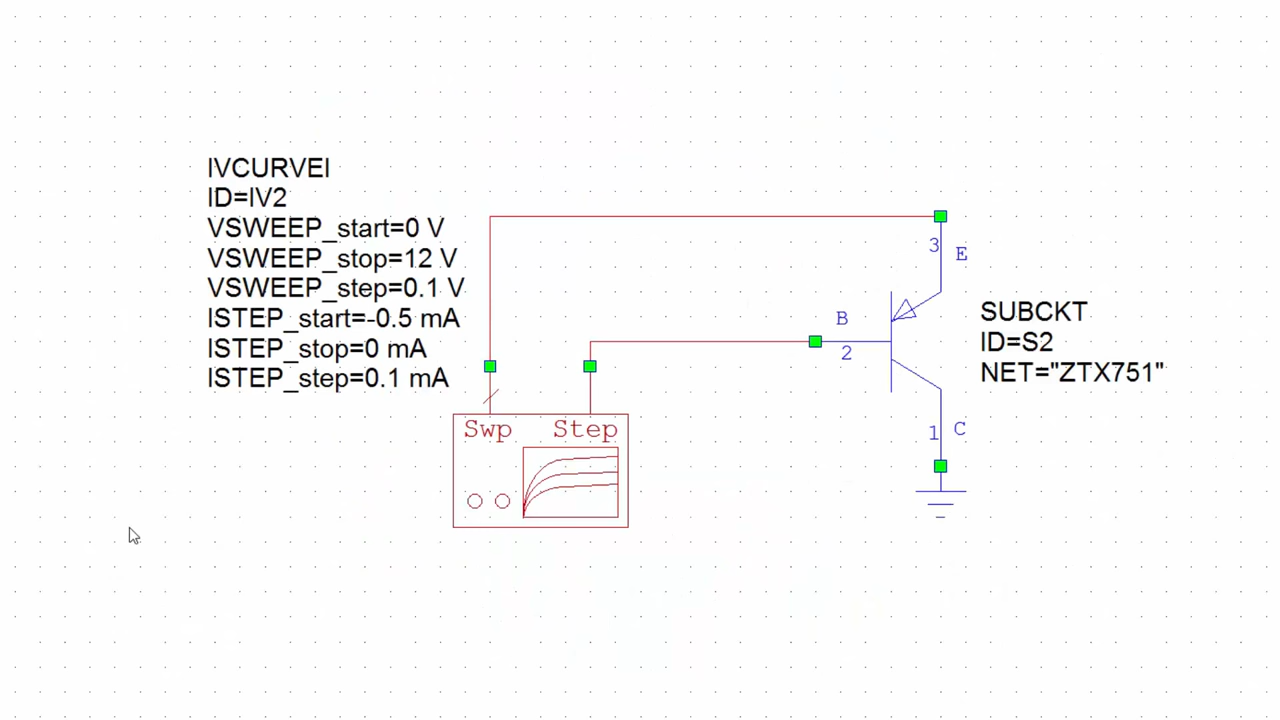 IVCURVEI
ID=IV2
VSWEEP_start=0 V
VSWEEP_stop=12 V
VSWEEP_step=0.1 V
ISTEP_start=-0.5 mA
ISTEP_stop=0 mA
ISTEP_step=0.1 mA
Swp Step
3
E
B
2
SUBCKT
ID=S2
NET="ZTX751"
1
C